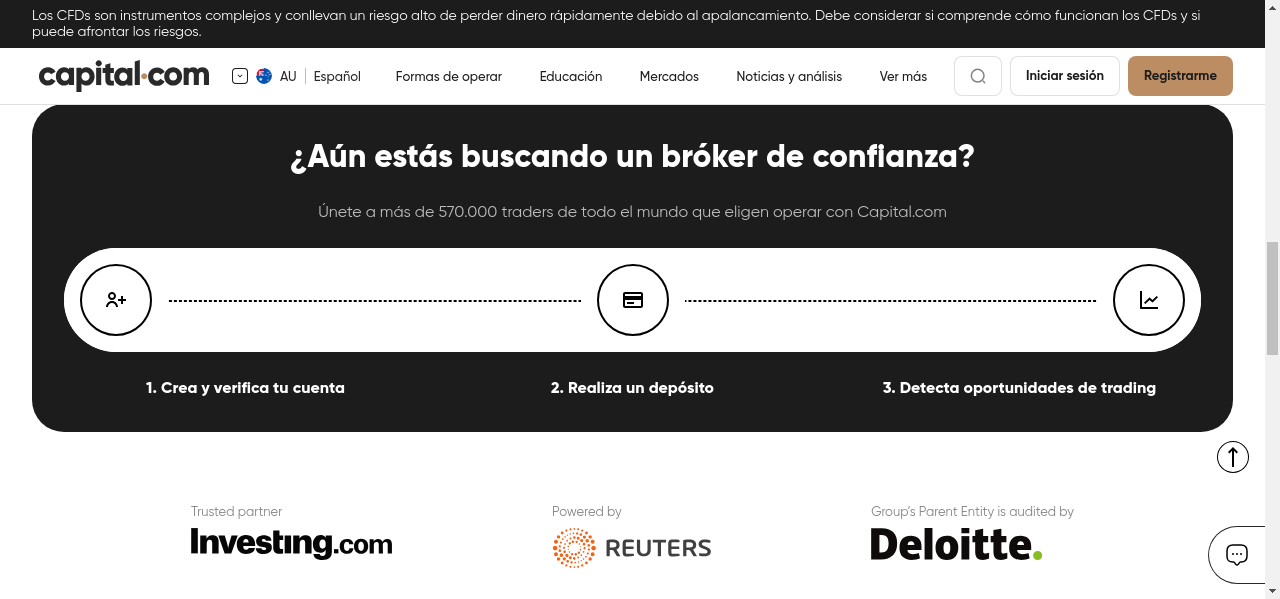 Los CFDs son instrumentos complejos y conllevan un riesgo alto de perder dinero rápidamente debido al apalancamiento. Debe considerar si comprende cómo funcionan los CFDs y si
puede afrontar los riesgos.
capital.com
AU
Español
Formas de operar
Educación
Mercados
Noticias y análisis
Ver más
Iniciar sesión
Registrarme
¿Aún estás buscando un bróker de confianza?
Únete a más de 570.000 traders de todo el mundo que eligen operar con Capital.com
1. Crea y verifica tu cuenta
2. Realiza un depósito
3. Detecta oportunidades de trading
Trusted partner
Investing.com
Powered by
REUTERS
Group's Parent Entity is audited by
Deloitte.